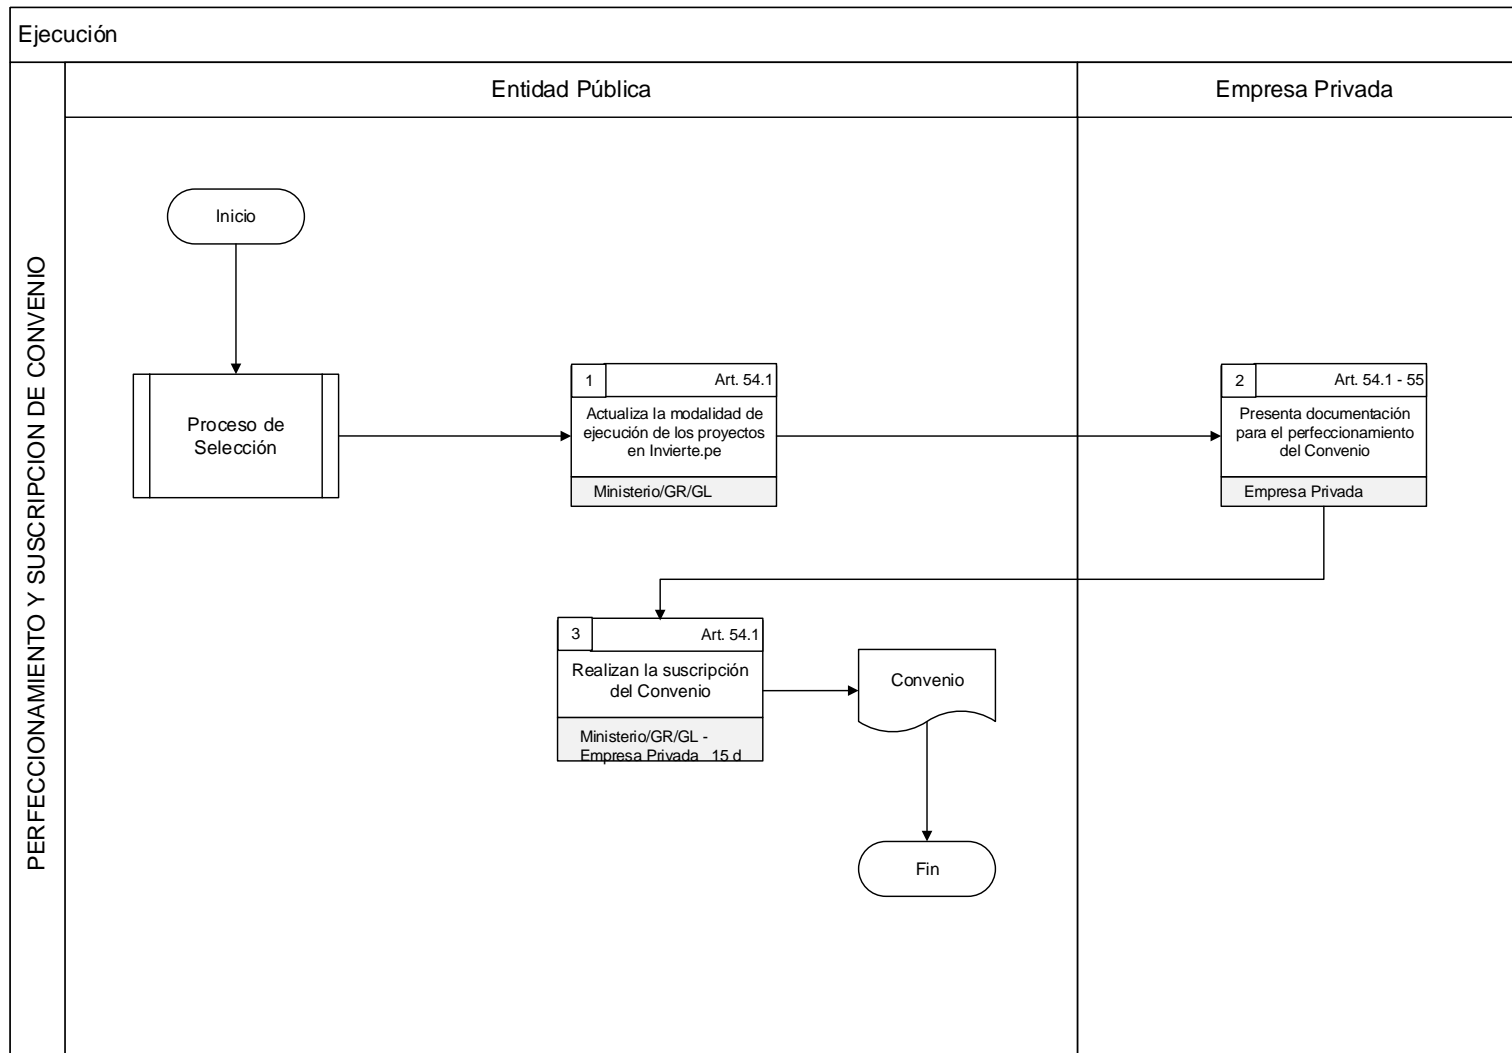 Ejecución
Entidad Pública
Empresa Privada
PERFECCIONAMIENTO Y SUSCRIPCION DE CONVENIO
Inicio
Proceso de
Selección
1
Art. 54.1
Actualiza la modalidad de
ejecución de los proyectos
en Invierte.pe
Ministerio/GR/GL
2
Art. 54.1 - 55
Presenta documentación
para el perfeccionamiento
del Convenio
Empresa Privada
3
Art. 54.1
Realizan la suscripción
del Convenio
Ministerio/GR/GL -
Empresa Privada 15 d
Convenio
Fin